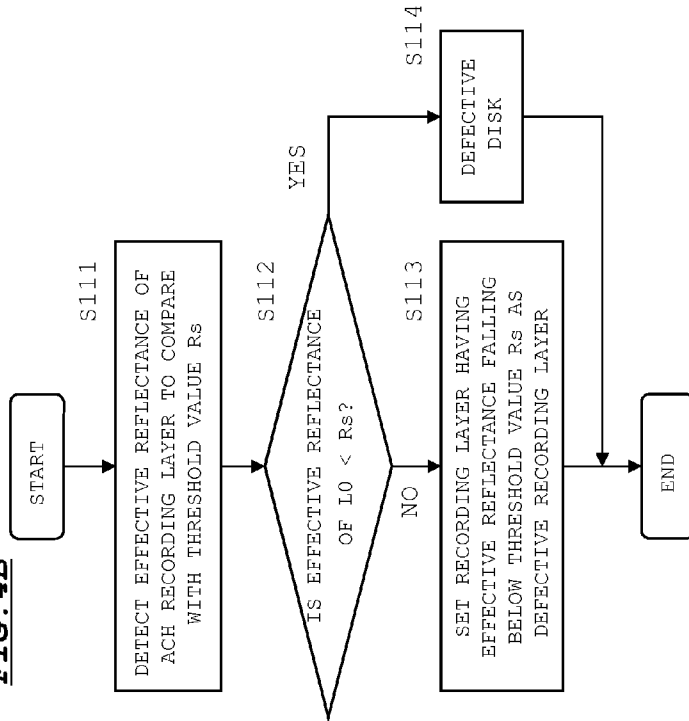 FIG. 4B
START
S111
DETECT EFFECTIVE REFLECTANCE OF
ACH RECORDING LAYER TO COMPARE
WITH THRESHOLD VALUE Rs
S112
IS EFFECTIVE REFLECTANCE
OF L0 < Rs?
YES
NO
S113
SET RECORDING LAYER HAVING
EFFECTIVE REFLECTANCE FALLING
BELOW THRESHOLD VALUE Rs AS
DEFECTIVE RECORDING LAYER
S114
DEFECTIVE
DISK
END